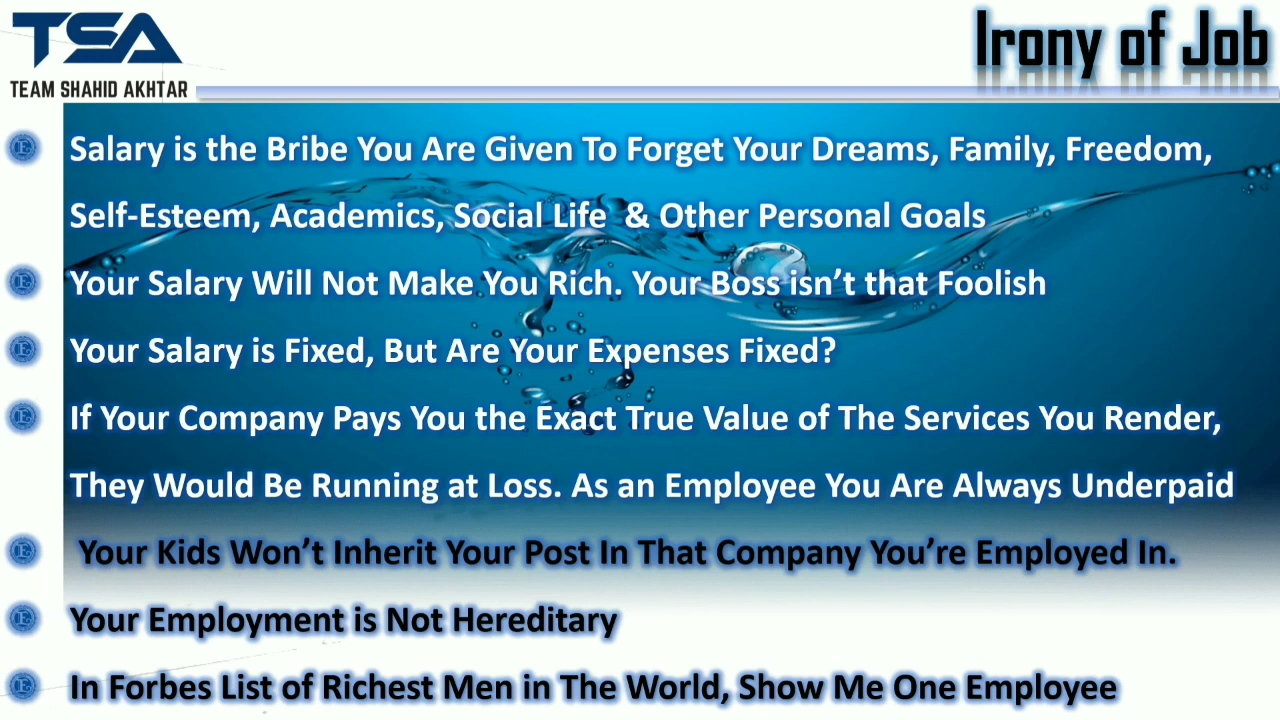 TSA
TEAM SHAHID AKHTAR
Irony of Job
Salary is the Bribe You Are Given To Forget Your Dreams, Family, Freedom,
Self-Esteem, Academics, Social Life & Other Personal Goals
Your Salary Will Not Make You Rich. Your Boss isn’t that Foolish
Your Salary is Fixed, But Are Your Expenses Fixed?
If Your Company Pays You the Exact True Value of The Services You Render,
They Would Be Running at Loss. As an Employee You Are Always Underpaid
Your Kids Won’t Inherit Your Post In That Company You’re Employed In.
Your Employment is Not Hereditary
In Forbes List of Richest Men in The World, Show Me One Employee